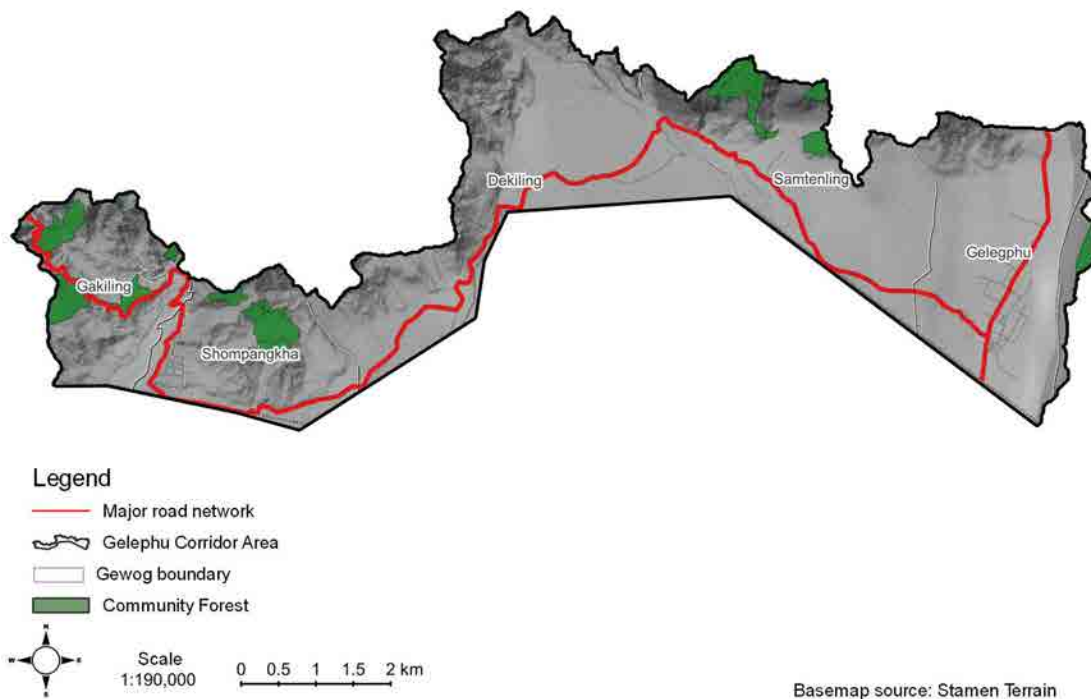 Dekiling
Samtenling
Gelegphu
Gakiling
Shompangkha
Legend
Major road network
Gelephu Corridor Area
Gewog boundary
Community Forest
N
W E
S
Scale
1:190,000
0 0.5 1 1.5 2 km
Basemap source: Stamen Terrain